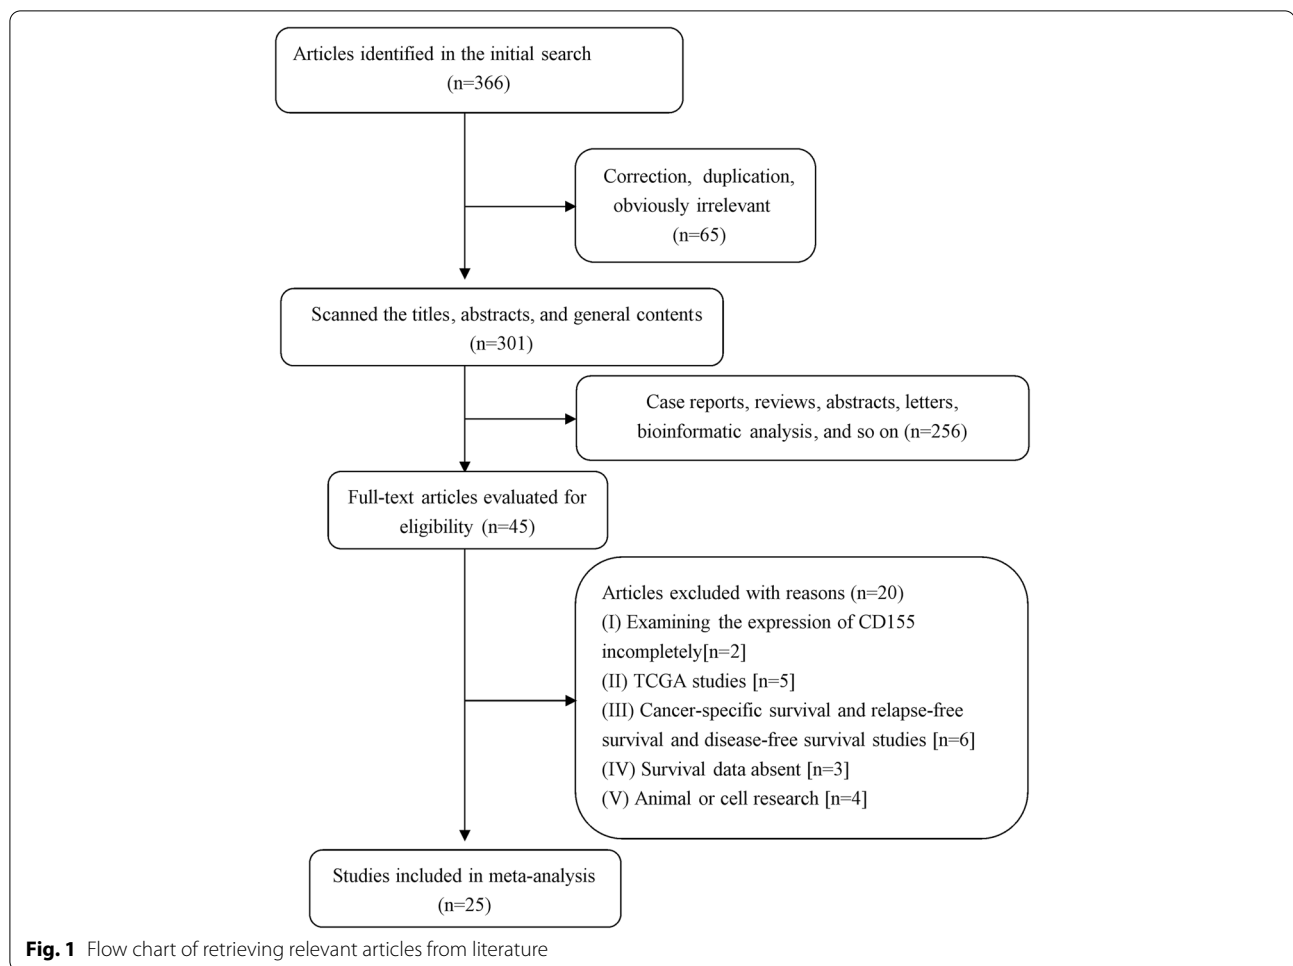 Articles identified in the initial search
(n=366)
Correction, duplication,
obviously irrelevant
(n=65)
Scanned the titles, abstracts, and general contents
(n=301)
Case reports, reviews, abstracts, letters,
bioinformatic analysis, and so on (n=256)
Full-text articles evaluated for
eligibility (n=45)
Articles excluded with reasons (n=20)
(I) Examining the expression of CD155
incompletely[n=2]
(II) TCGA studies [n=5]
(III) Cancer-specific survival and relapse-free
survival and disease-free survival studies [n=6]
(IV) Survival data absent [n=3]
(V) Animal or cell research [n=4]
Studies included in meta-analysis
(n=25)
Fig. 1 Flow chart of retrieving relevant articles from literature